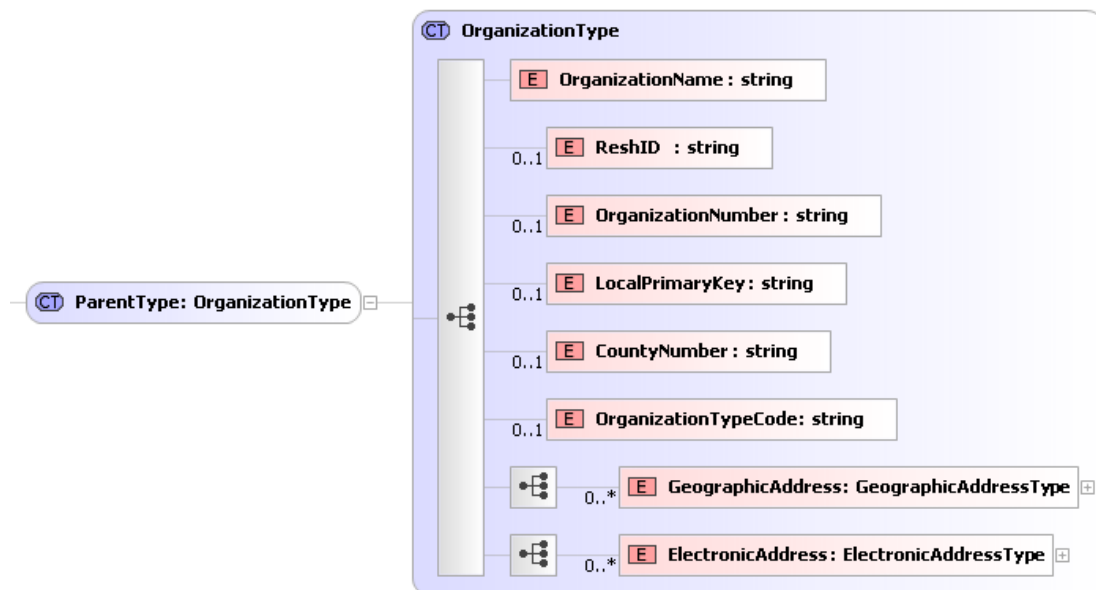 CT OrganizationType
E OrganizationName : string
0..1 E ReshID : string
0..1 E OrganizationNumber : string
0..1 E LocalPrimaryKey : string
CT ParentType: OrganizationType
0..1 E CountyNumber : string
0..1 E OrganizationTypeCode: string
0..* E GeographicAddress: GeographicAddressType
0..* E ElectronicAddress: ElectronicAddressType